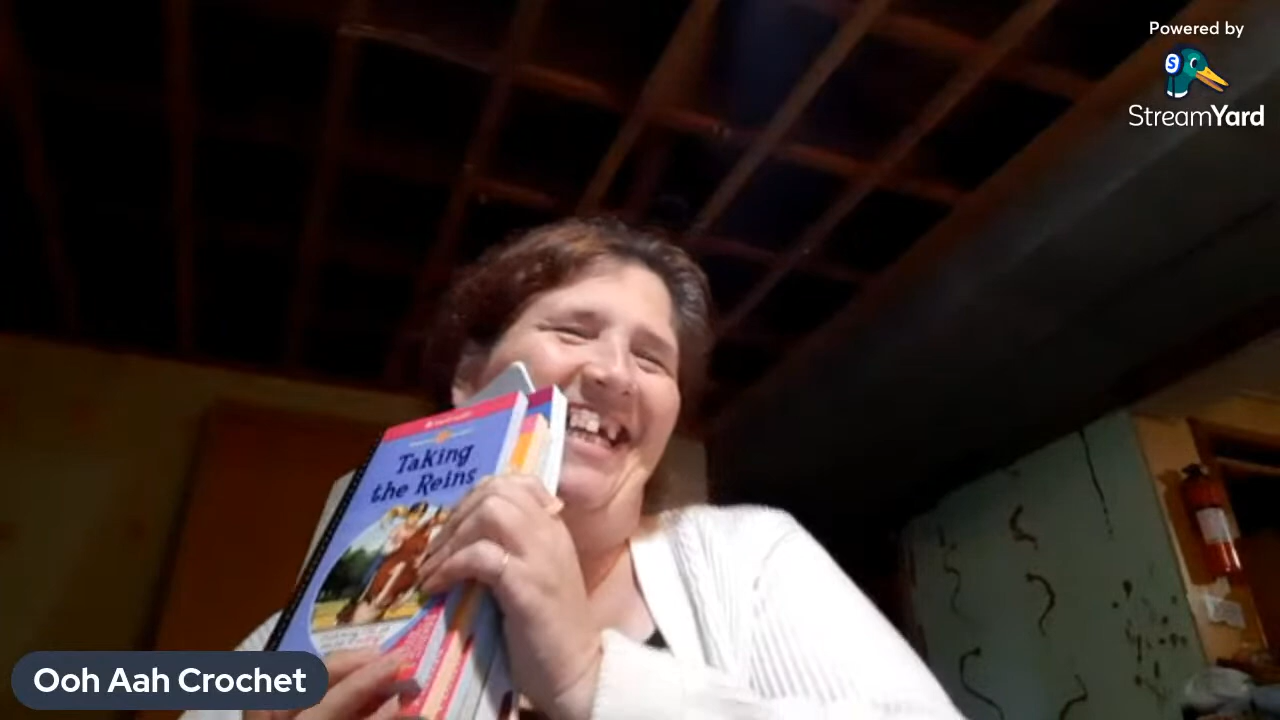 Powered by
S
StreamYard
Taking
the Reins
Ooh Aah Crochet